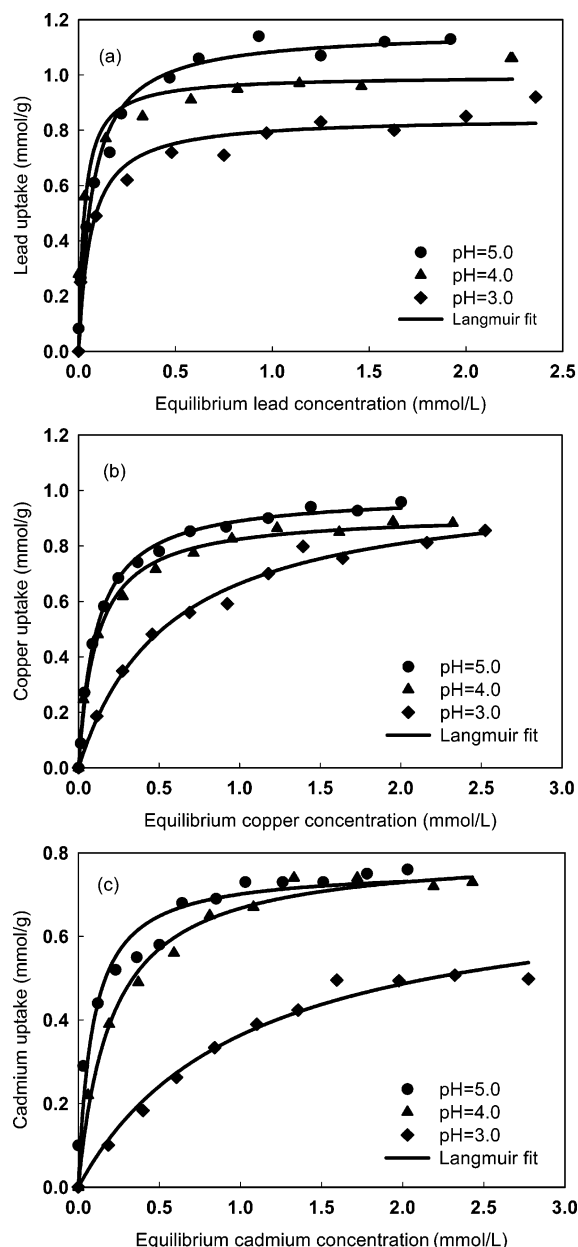 1.2
(a)
1.0
0.8
0.6
0.4
0.2
0.0
Lead uptake (mmol/g)
pH=5.0
pH=4.0
pH=3.0
Langmuir fit
0.0 0.5 1.0 1.5 2.0 2.5
Equilibrium lead concentration (mmol/L)
1.2
(b)
1.0
0.8
0.6
0.4
0.2
0.0
Copper uptake (mmol/g)
pH=5.0
pH=4.0
pH=3.0
Langmuir fit
0.0 0.5 1.0 1.5 2.0 2.5 3.0
Equilibrium copper concentration (mmol/L)
0.8
(c)
0.6
0.4
0.2
0.0
Cadmium uptake (mmol/g)
pH=5.0
pH=4.0
pH=3.0
Langmuir fit
0.0 0.5 1.0 1.5 2.0 2.5 3.0
Equilibrium cadmium concentration (mmol/L)